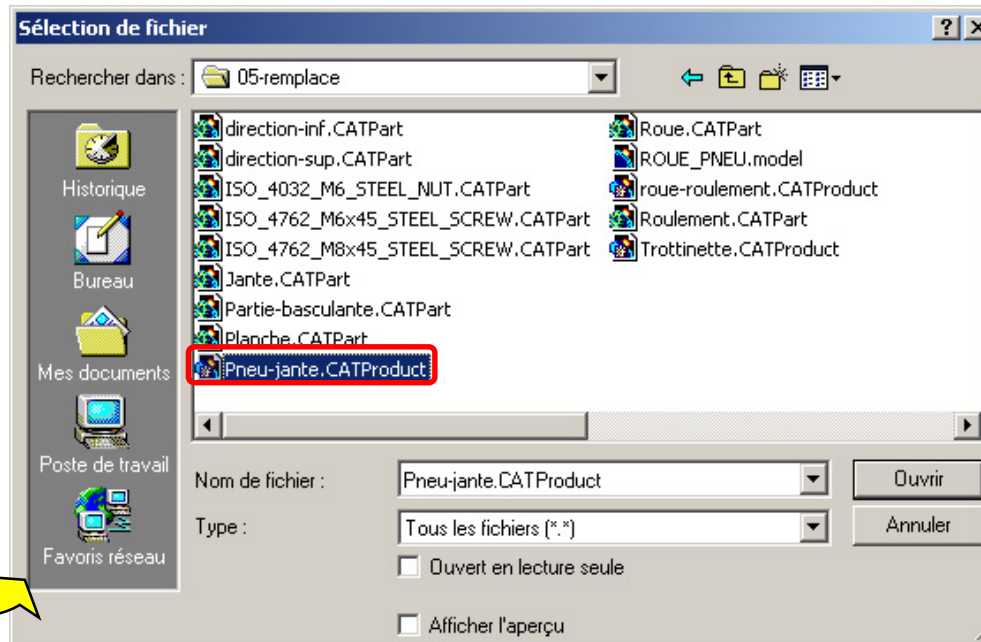 Sélection de fichier
Rechercher dans : 05-remplace
Historique
Bureau
Mes documents
Poste de travail
Favoris réseau
direction-inf.CATPart
direction-sup.CATPart
ISO_4032_M6_STEEL_NUT.CATPart
ISO_4762_M6x45_STEEL_SCREW.CATPart
ISO_4762_M8x45_STEEL_SCREW.CATPart
Jante.CATPart
Partie-basculante.CATPart
Planche.CATPart
Pneu-jante.CATProduct
Roue.CATPart
ROUE_PNEU.model
roue-roulement.CATProduct
Roulement.CATPart
Trottinette.CATProduct
Nom de fichier : Pneu-jante.CATProduct Ouvrir
Type : Tous les fichiers (*.*) Annuler
Ouvert en lecture seule
Afficher l'aperçu